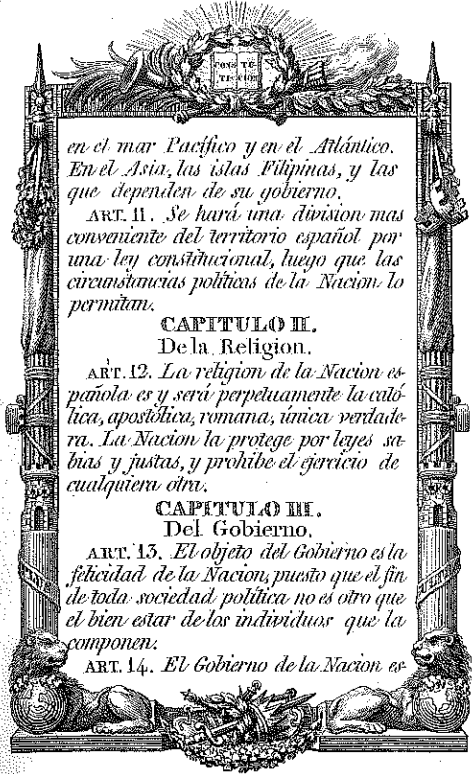 CONSTI
TUCION
en el mar Pacífico y en el Atlántico.
En el Asia, las islas Filipinas, y las
que dependen de su gobierno.
ART. 11. Se hará una division mas
conveniente del territorio español por
una ley constitucional, luego que las
circunstancias políticas de la Nacion lo
permitan.
CAPITULO II.
De la Religion.
ART. 12. La religion de la Nacion es-
pañola es y será perpetuamente la cató-
lica, apostólica, romana, única verdade-
ra. La Nacion la protege por leyes sa-
bias y justas, y prohibe el ejercicio de
cualquiera otra.
CAPITULO III.
Del Gobierno.
ART. 13. El objeto del Gobierno es la
felicidad de la Nacion, puesto que el fin
de toda sociedad política no es otro que
el bien estar de los individuos que la
componen.
ART. 14. El Gobierno de la Nacion es-